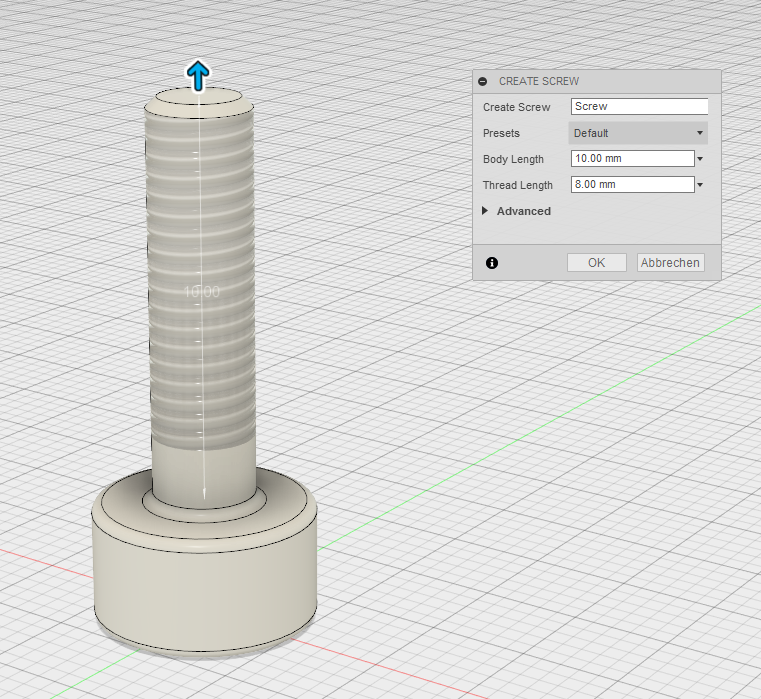 CREATE SCREW
Create Screw Screw
Presets Default
Body Length 10.00 mm
Thread Length 8.00 mm
Advanced
OK Abbrechen
10.00